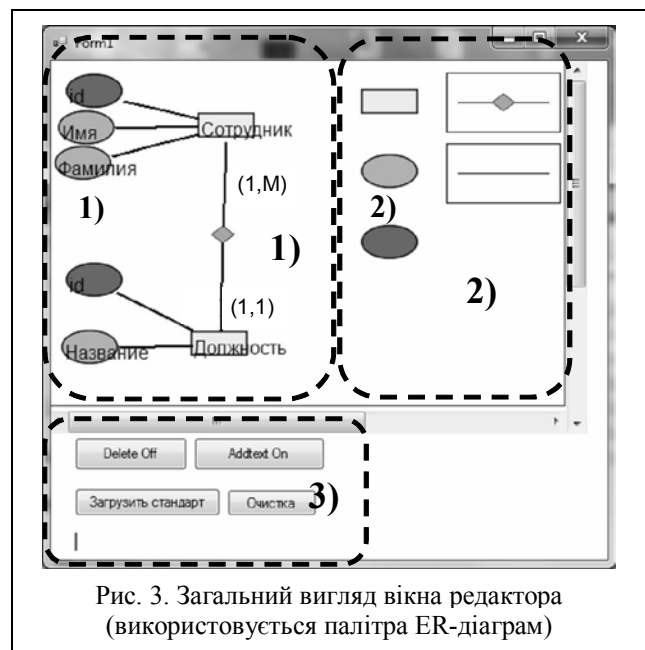 Form1
id
Имя
Сотрудник
Фамилия
(1,M)
1)
1)
id
(1,1)
Название
Должность
2)
2)
Delete Off
Addtext On
Загрузить стандарт
Очистка
3)
Рис. 3. Загальний вигляд вікна редактора
(використовується палітра ER-діаграм)